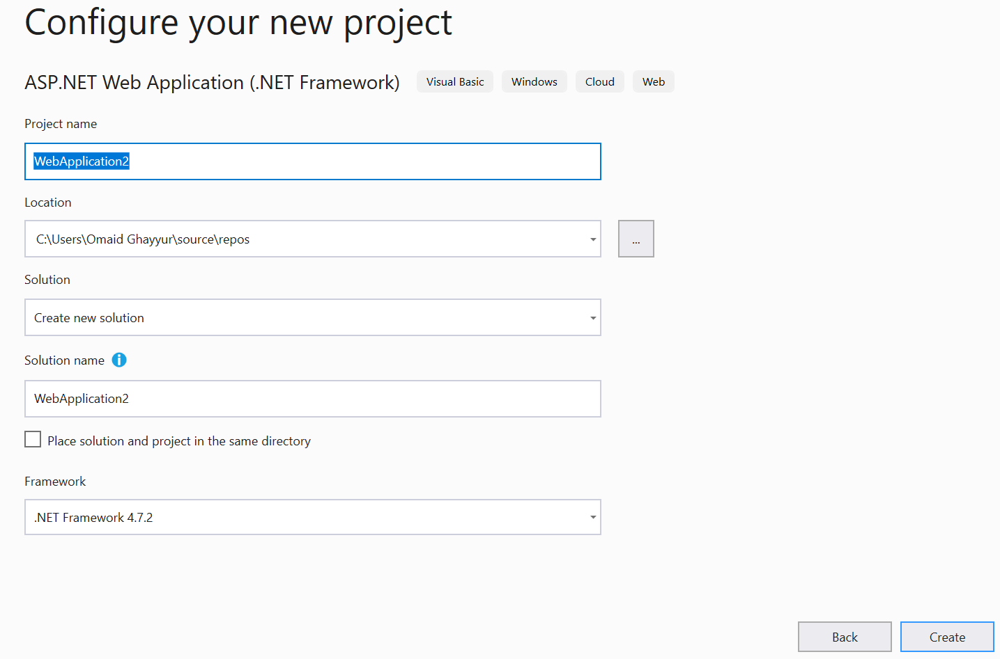 Configure your new project
ASP.NET Web Application (.NET Framework) Visual Basic Windows Cloud Web
Project name
WebApplication2
Location
C:\Users\Omaid Ghayyur\source\repos
...
Solution
Create new solution
Solution name i
WebApplication2
Place solution and project in the same directory
Framework
.NET Framework 4.7.2
Back Create